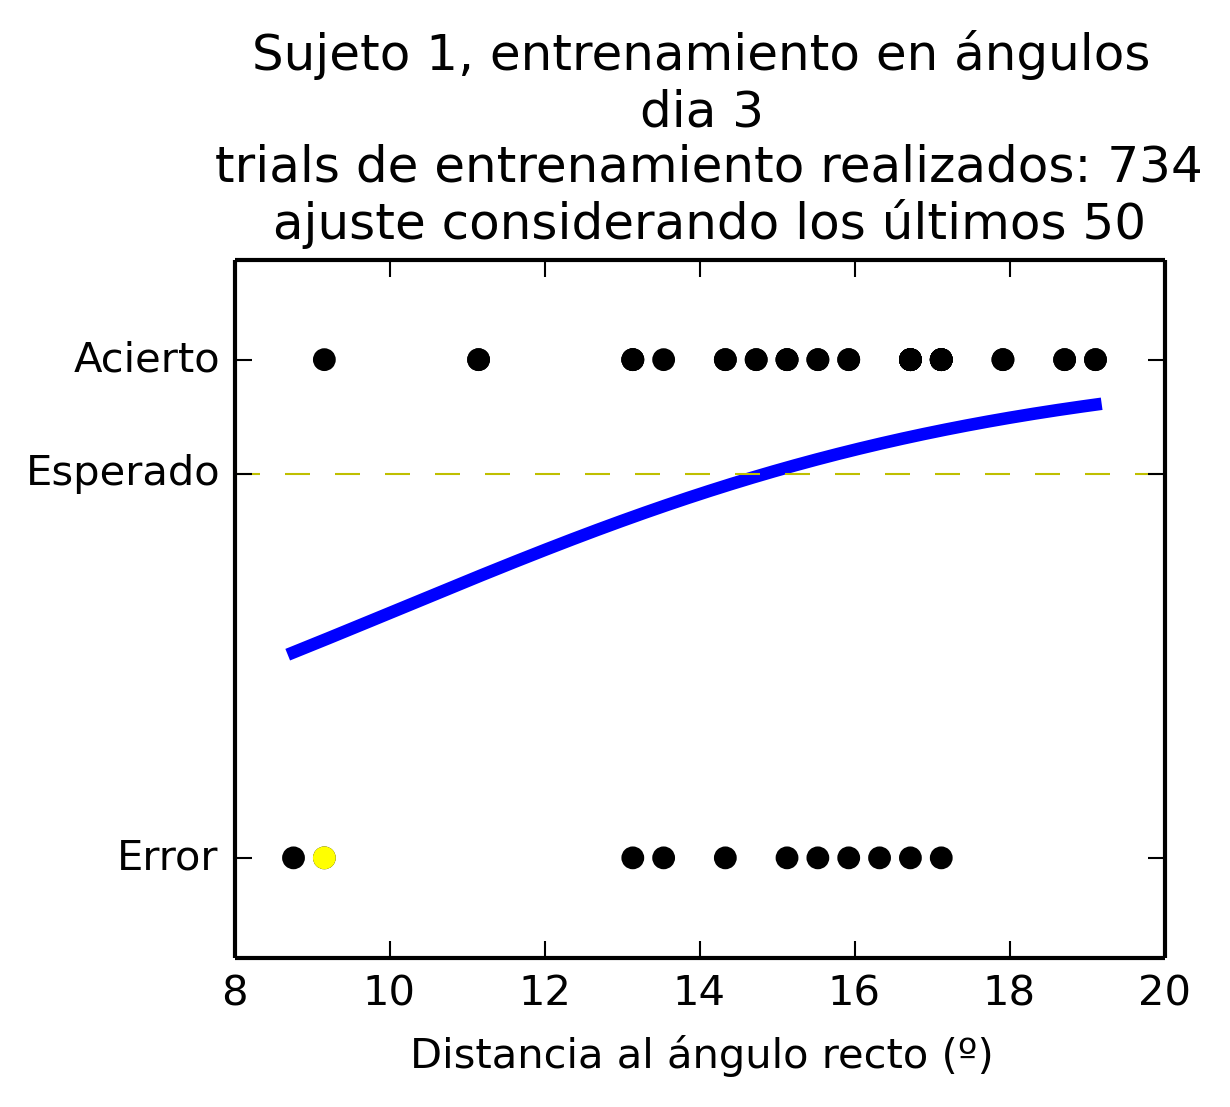 Sujeto 1, entrenamiento en ángulos
dia 3
trials de entrenamiento realizados: 734
ajuste considerando los últimos 50
Acierto
Esperado
Error
8 10 12 14 16 18 20
Distancia al ángulo recto (º)